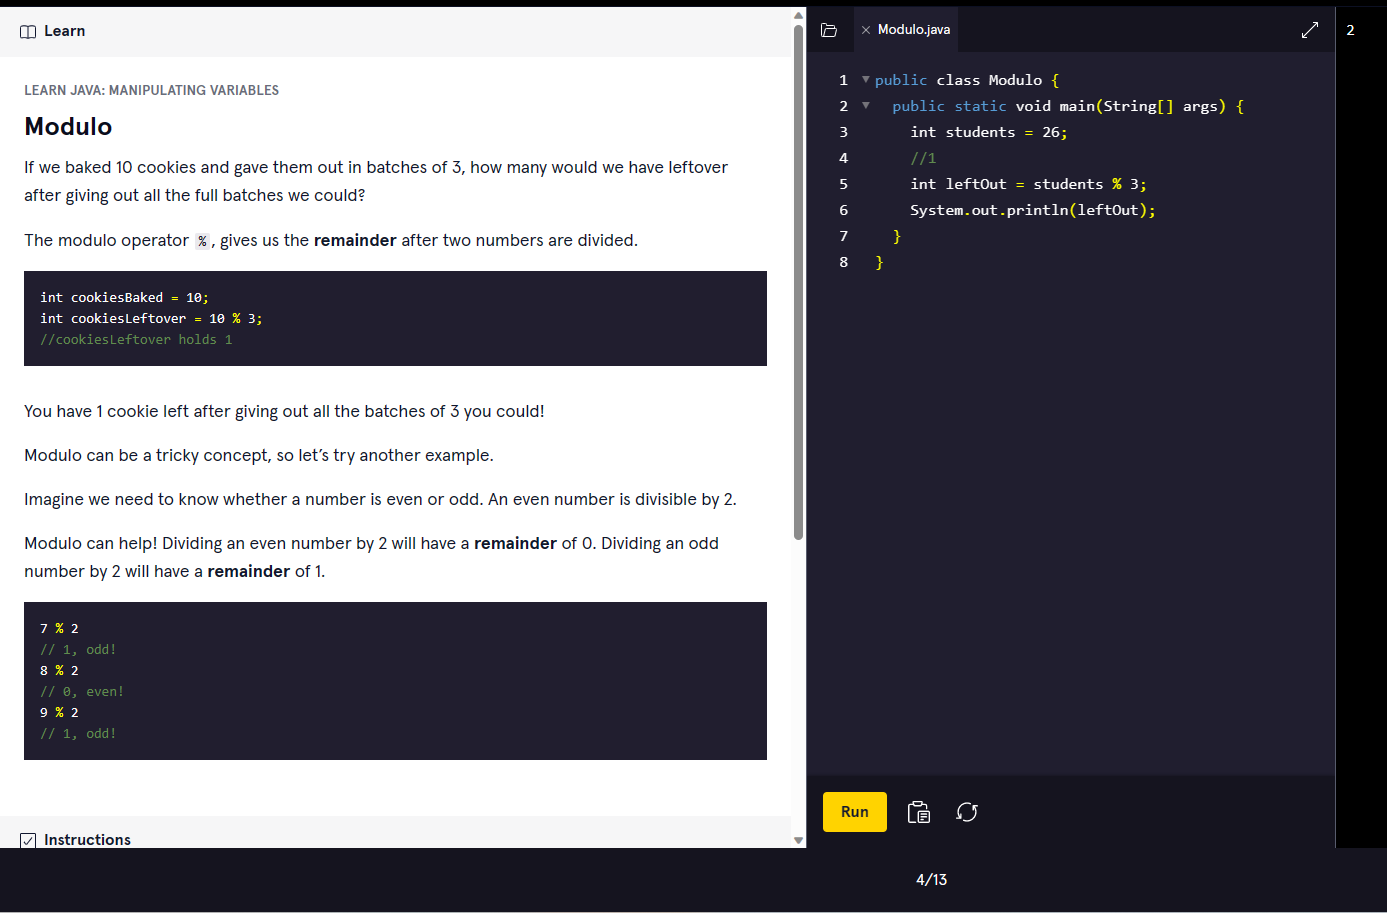 Learn
LEARN JAVA: MANIPULATING VARIABLES
Modulo
If we baked 10 cookies and gave them out in batches of 3, how many would we have leftover
after giving out all the full batches we could?
The modulo operator %, gives us the remainder after two numbers are divided.
int cookiesBaked = 10;
int cookiesLeftover = 10 % 3;
//cookiesLeftover holds 1
You have 1 cookie left after giving out all the batches of 3 you could!
Modulo can be a tricky concept, so let’s try another example.
Imagine we need to know whether a number is even or odd. An even number is divisible by 2.
Modulo can help! Dividing an even number by 2 will have a remainder of 0. Dividing an odd
number by 2 will have a remainder of 1.
7 % 2
// 1, odd!
8 % 2
// 0, even!
9 % 2
// 1, odd!
Instructions
Modulo.java
1 public class Modulo {
2 public static void main(String[] args) {
3 int students = 26;
4 //1
5 int leftOut = students % 3;
6 System.out.println(leftOut);
7 }
8 }
Run
2
4/13